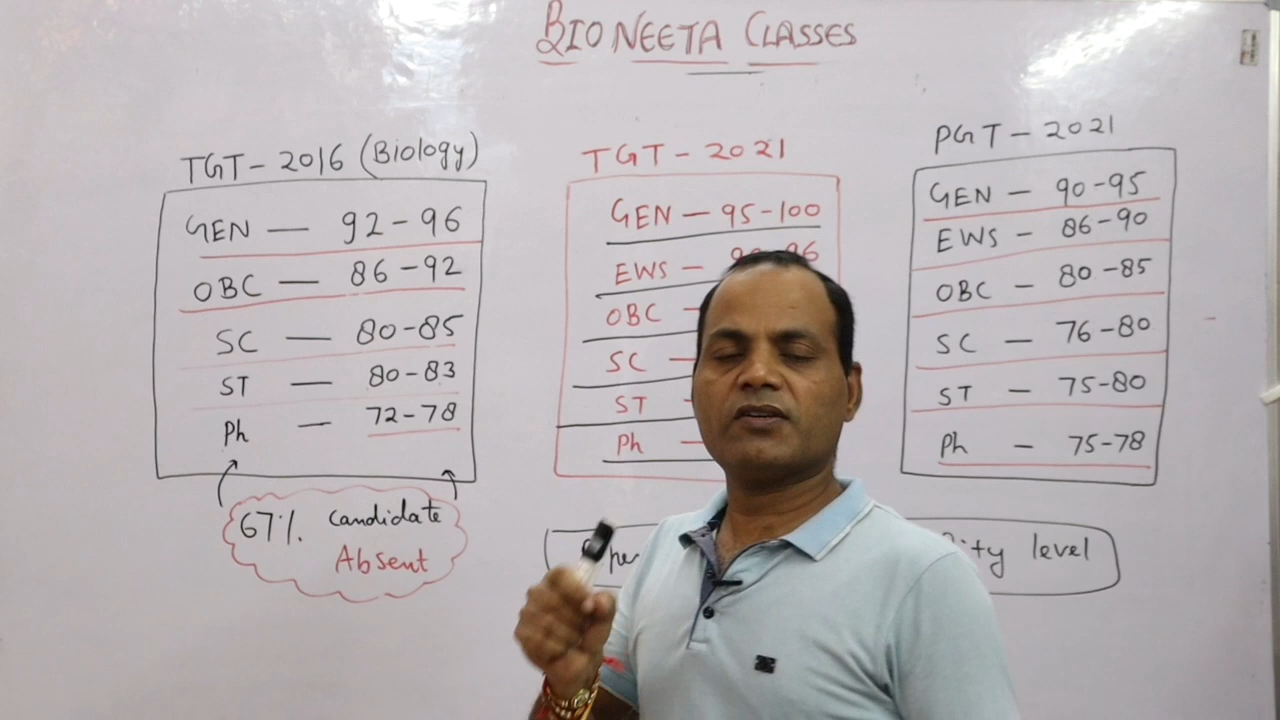 BIO NEETA CLASSES
TGT - 2016 (Biology)
GEN — 92-96
OBC — 86-92
SC — 80-85
ST — 80-83
Ph — 72-78
67% Candidate
Absent
TGT - 2021
GEN — 95-100
EWS —
OBC
SC —
ST
Ph —
PGT - 2021
GEN — 90-95
EWS - 86-90
OBC - 80-85
SC — 76-80
ST - 75-80
Ph - 75-78
level